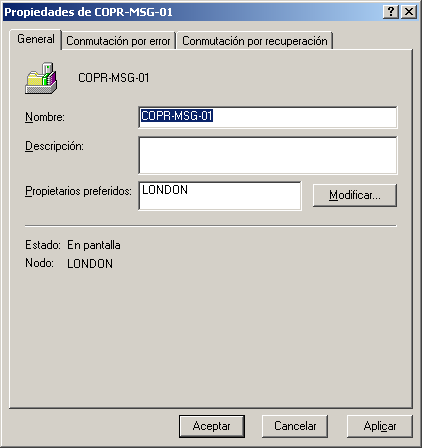 Propiedades de COPR-MSG-01
General Conmutación por error Conmutación por recuperación
COPR-MSG-01
Nombre: COPR-MSG-01
Descripción:
Propietarios preferidos: LONDON Modificar...
Estado: En pantalla
Nodo: LONDON
Aceptar Cancelar Aplicar